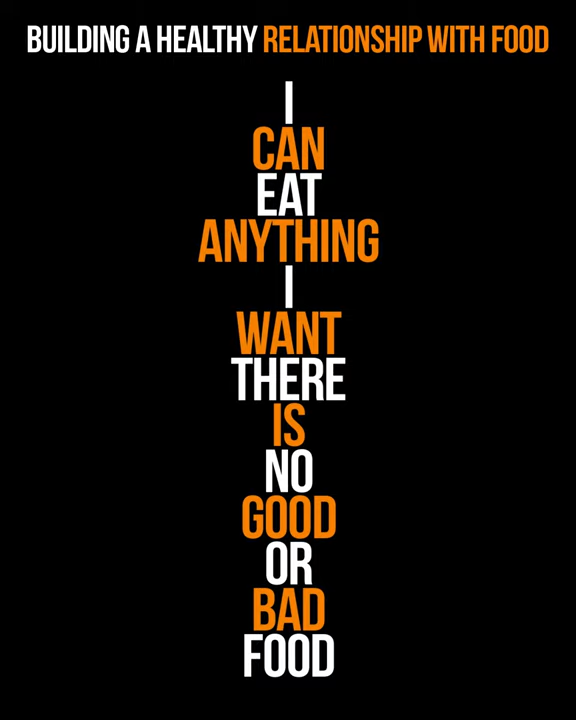 BUILDING A HEALTHY RELATIONSHIP WITH FOOD
I
CAN
EAT
ANYTHING
I
WANT
THERE
IS
NO
GOOD
OR
BAD
FOOD